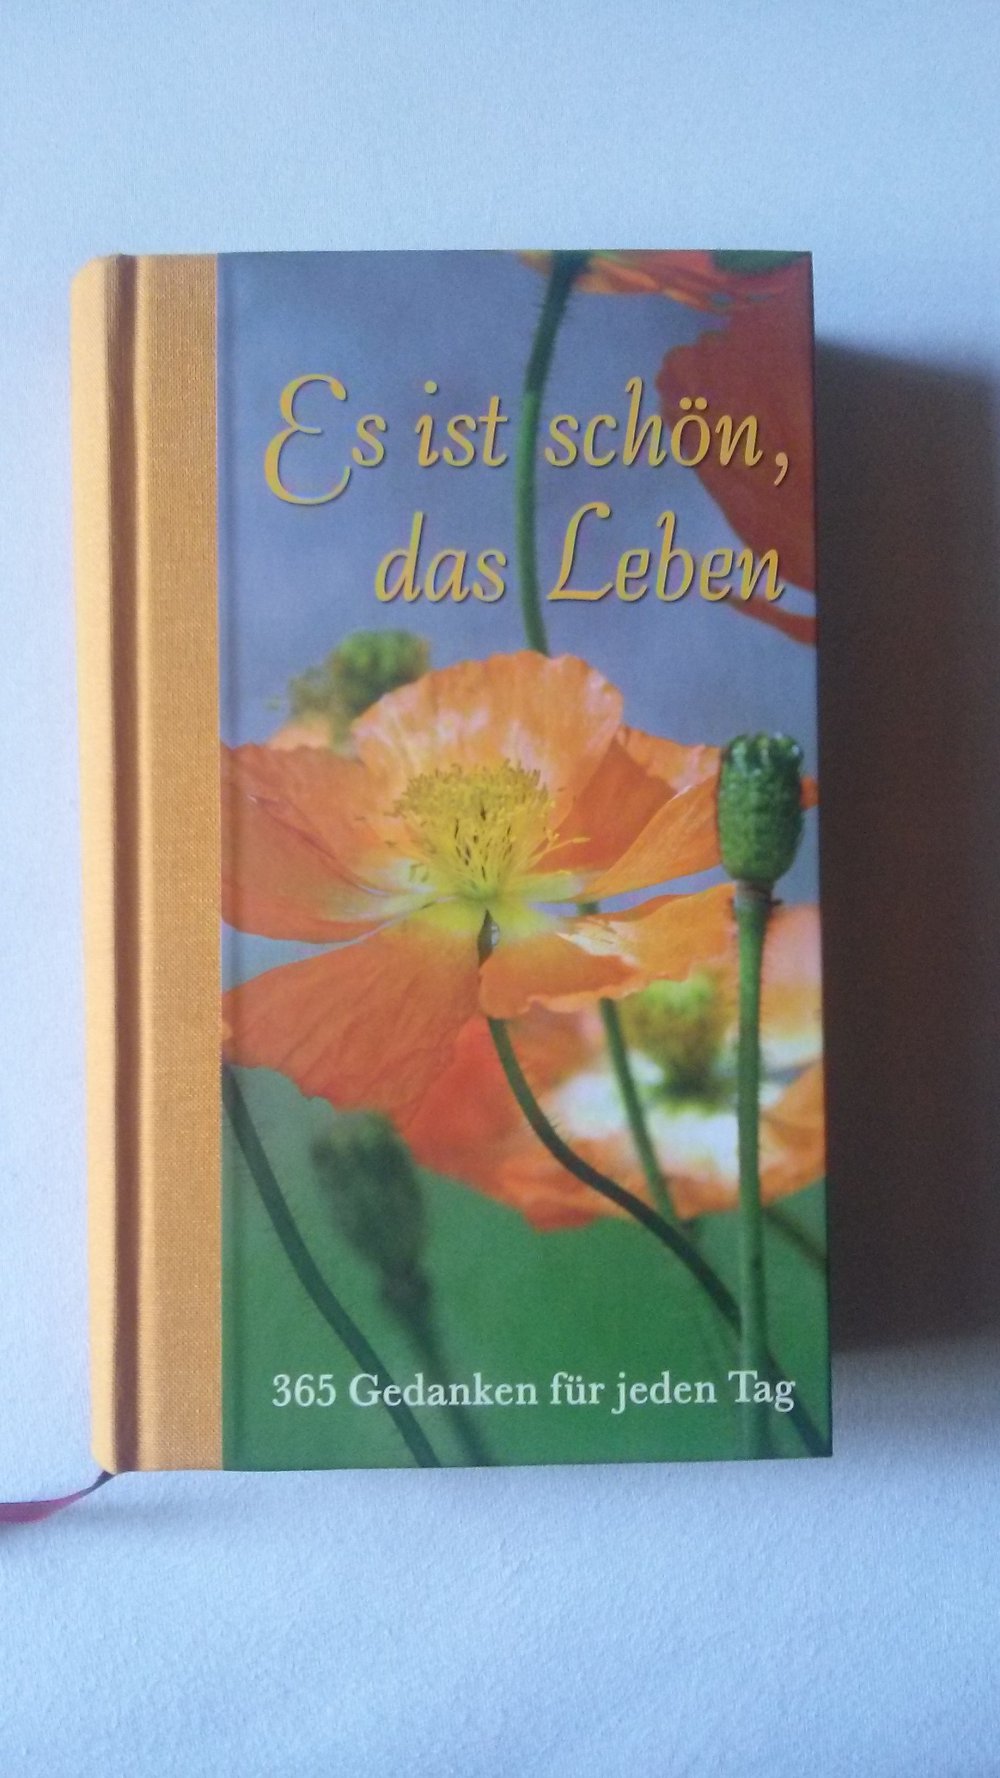 Es ist schön,
das Leben
365 Gedanken für jeden Tag